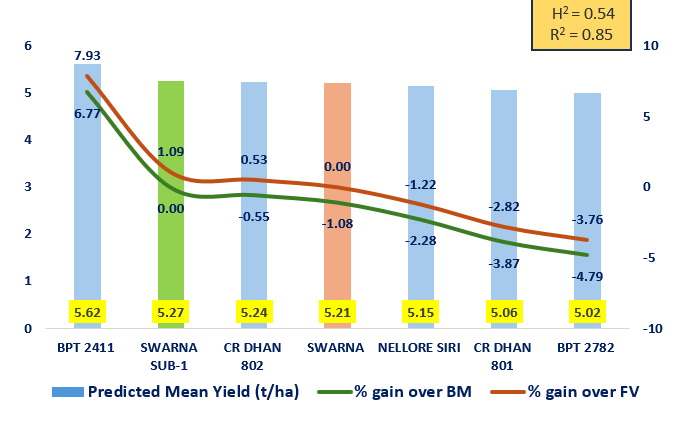 H² = 0.54
R² = 0.85
6
5
4
3
2
1
0
10
5
0
-5
-10
7.93
6.77
1.09
0.00
0.53
-0.55
0.00
-1.08
-1.22
-2.28
-2.82
-3.87
-3.76
-4.79
5.62
5.27
5.24
5.21
5.15
5.06
5.02
BPT 2411
SWARNA
SUB-1
CR DHAN
802
SWARNA
NELLORE SIRI
CR DHAN
801
BPT 2782
Predicted Mean Yield (t/ha)
% gain over BM
% gain over FV